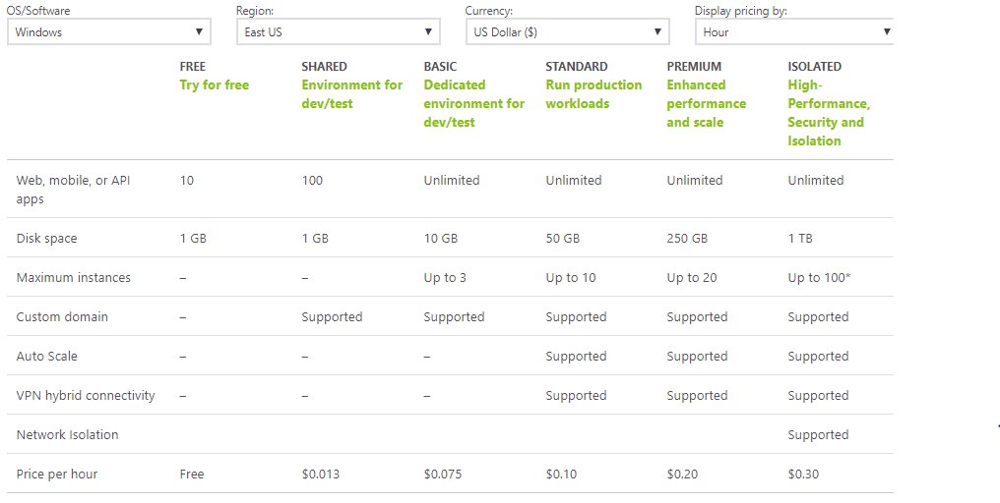 OS/Software Region: Currency: Display pricing by:
Windows East US US Dollar ($) Hour
FREE SHARED BASIC STANDARD PREMIUM ISOLATED
Try for free Environment for Dedicated Run production Enhanced High-
dev/test environment for workloads performance Performance,
dev/test and scale Security and
Isolation
Web, mobile, or API 10 100 Unlimited Unlimited Unlimited Unlimited
apps
Disk space 1 GB 1 GB 10 GB 50 GB 250 GB 1 TB
Maximum instances – – Up to 3 Up to 10 Up to 20 Up to 100*
Custom domain – Supported Supported Supported Supported Supported
Auto Scale – – – Supported Supported Supported
VPN hybrid connectivity – – – Supported Supported Supported
Network Isolation Supported
Price per hour Free $0.013 $0.075 $0.10 $0.20 $0.30